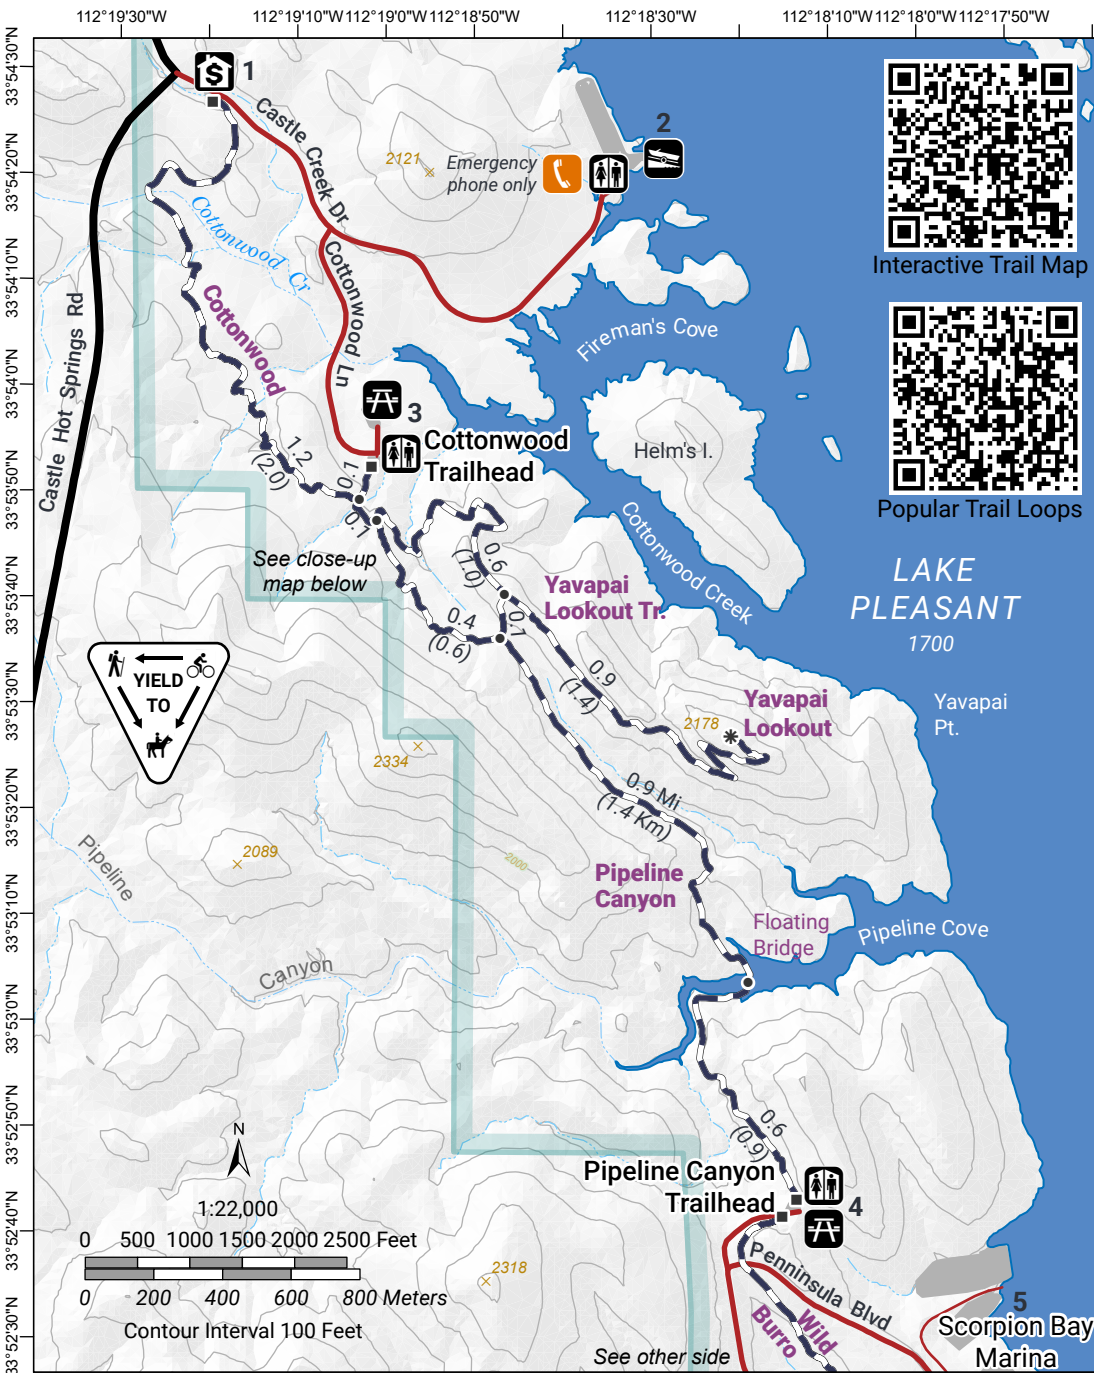 112°19'30"W
112°19'10"W
112°19'0"W
112°18'50"W
112°18'30"W
112°18'10"W
112°18'0"W
112°17'50"W
33°54'30"N
33°54'20"N
33°54'10"N
33°54'0"N
33°53'50"N
33°53'40"N
33°53'30"N
33°53'20"N
33°53'10"N
33°53'0"N
33°52'50"N
33°52'40"N
33°52'30"N
$
1
Castle Creek Dr
2121
Emergency
phone only
2
Interactive Trail Map
Cottonwood Cr
Cottonwood Ln
Cottonwood
Castle Hot Springs Rd
Fireman's Cove
Popular Trail Loops
3
Cottonwood
Trailhead
Helm's I.
1.2
(2.0)
0.1
0.1
See close-up
map below
Cottonwood Creek
0.6
(1.0)
Yavapai
Lookout Tr.
0.1
0.4
(0.6)
LAKE
PLEASANT
1700
YIELD
TO
0.9
(1.4)
Yavapai
Lookout
2178
Yavapai
Pt.
2334
0.9 Mi
(1.4 Km)
2089
2000
Pipeline
Canyon
Pipeline
Canyon
Floating
Bridge
Pipeline Cove
0.6
(0.9)
N
Pipeline Canyon
Trailhead
4
1:22,000
0 500 1000 1500 2000 2500 Feet
0 200 400 600 800 Meters
Contour Interval 100 Feet
2318
Penninsula Blvd
Wild
Burro
5
Scorpion Bay
Marina
See other side